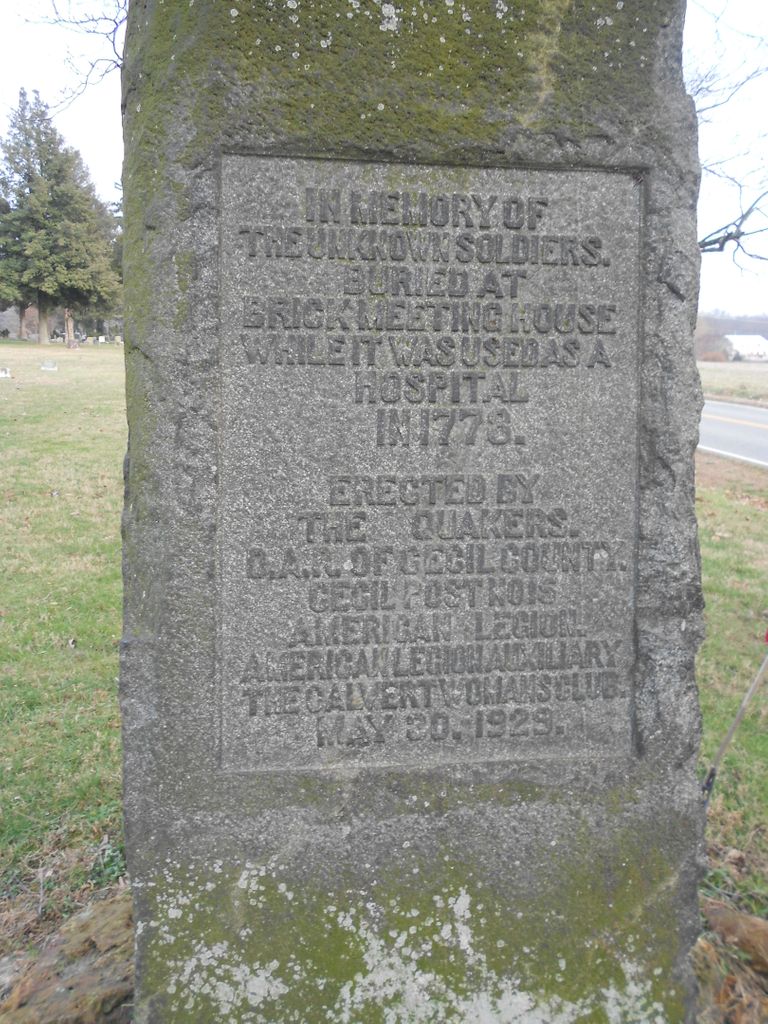 IN MEMORY OF
THE UNKNOWN SOLDIERS.
BURIED AT
BRICK MEETING HOUSE
WHILE IT WAS USED AS A
HOSPITAL
IN 1778.
ERECTED BY
THE QUAKERS.
D.A.R. OF CECIL COUNTY.
CECIL POST NO 15
AMERICAN LEGION.
AMERICAN LEGION AUXILIARY
THE CALVERT WOMANS CLUB.
MAY 30. 1929.